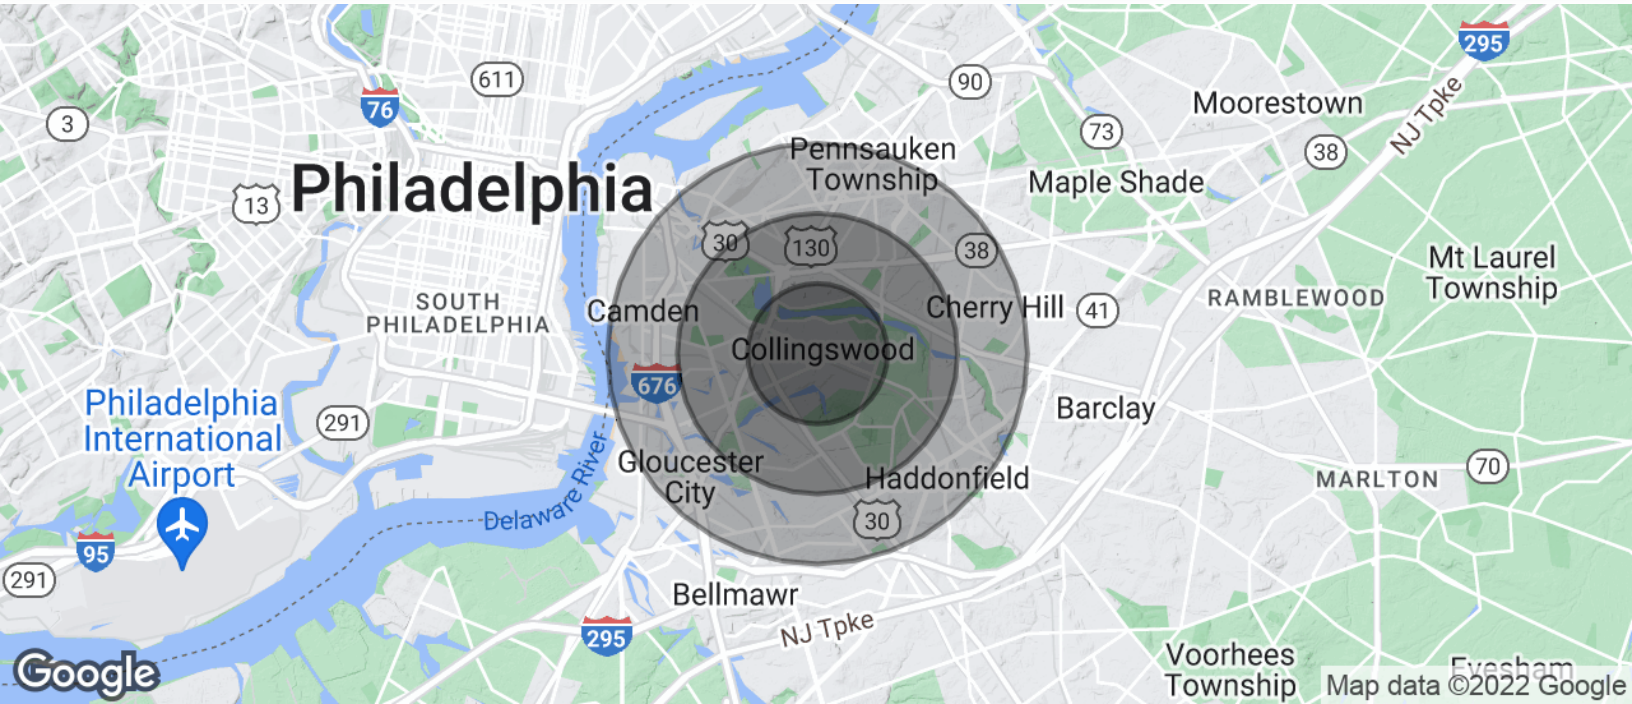 295
611
90
76
Moorestown
3
73
NJ Tpke
38
Pennsauken
Township
Philadelphia
Maple Shade
13
30
130
38
Mt Laurel
Township
SOUTH
PHILADELPHIA
Camden
Cherry Hill
41
RAMBLEWOOD
Collingswood
676
Philadelphia
International
Airport
291
Barclay
Gloucester
City
Haddonfield
70
MARLTON
Delaware River
30
95
291
Bellmawr
295
NJ Tpke
Voorhees
Township
Evesham
Google
Map data ©2022 Google